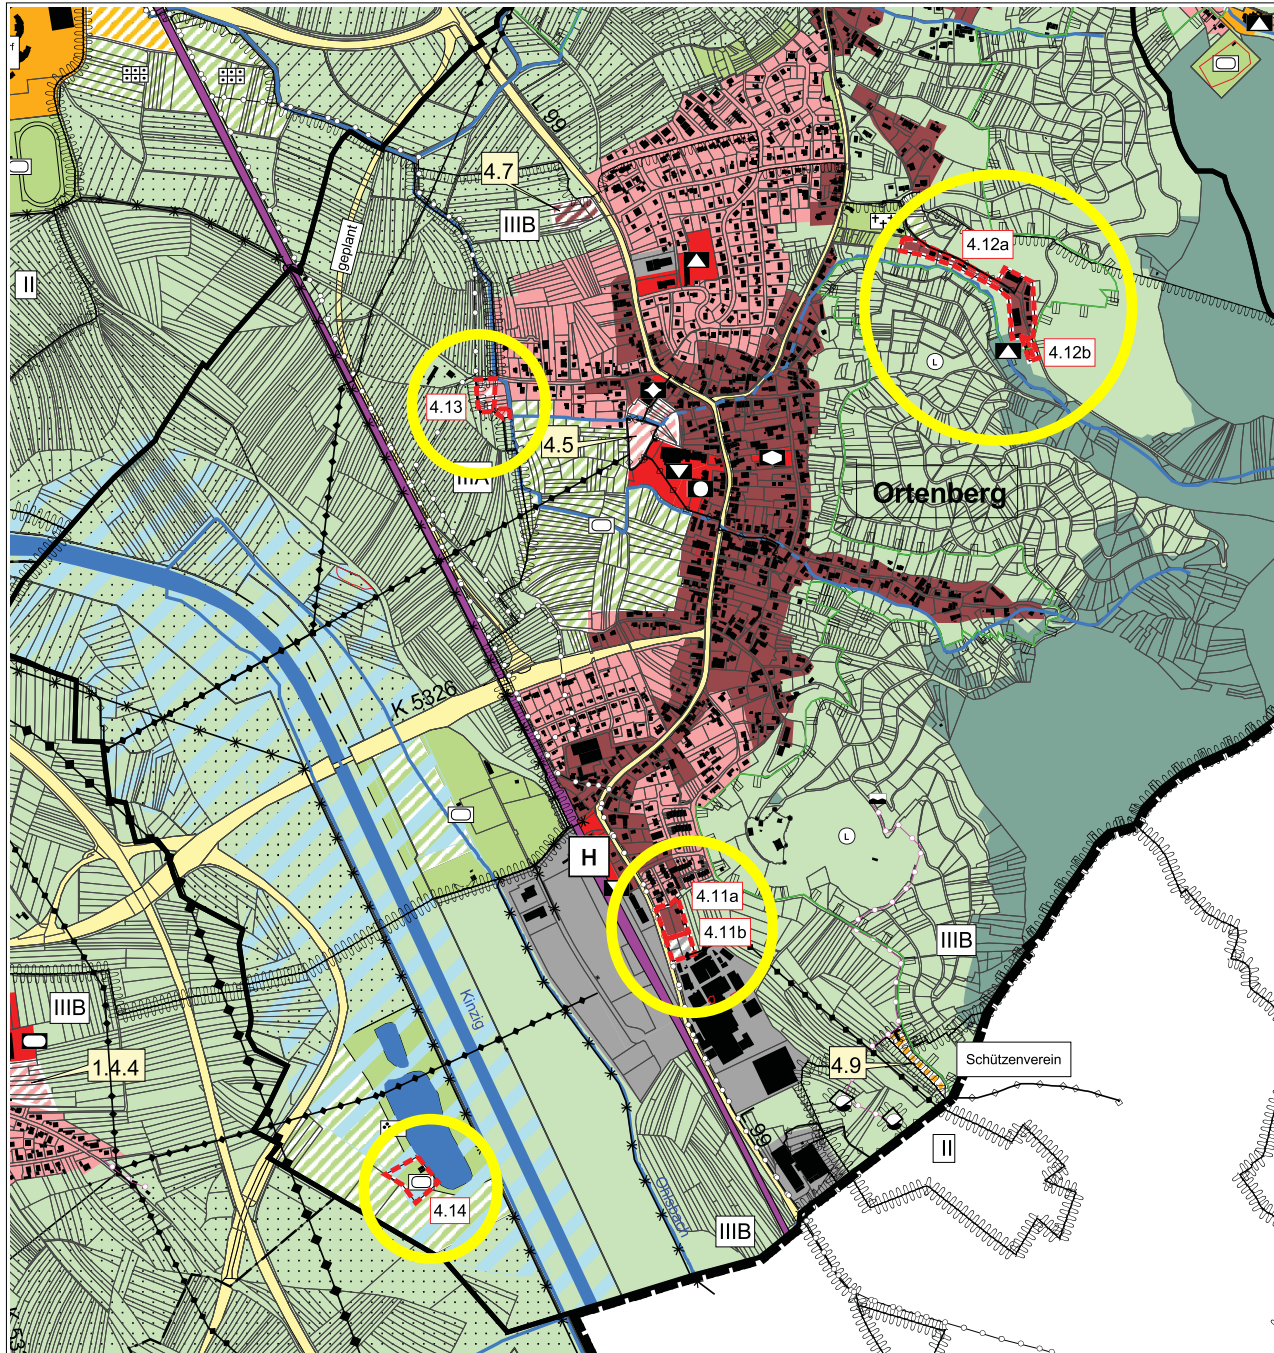 f
L 99
4.7
IIIB
geplant
II
4.12a
4.12b
L
4.13
4.5
IIIA
Ortenberg
K 5326
L
H
4.11a
4.11b
IIIB
Kinzig
IIIB
1.4.4
4.9
Schützenverein
99
II
4.14
Ohlsbach
IIIB